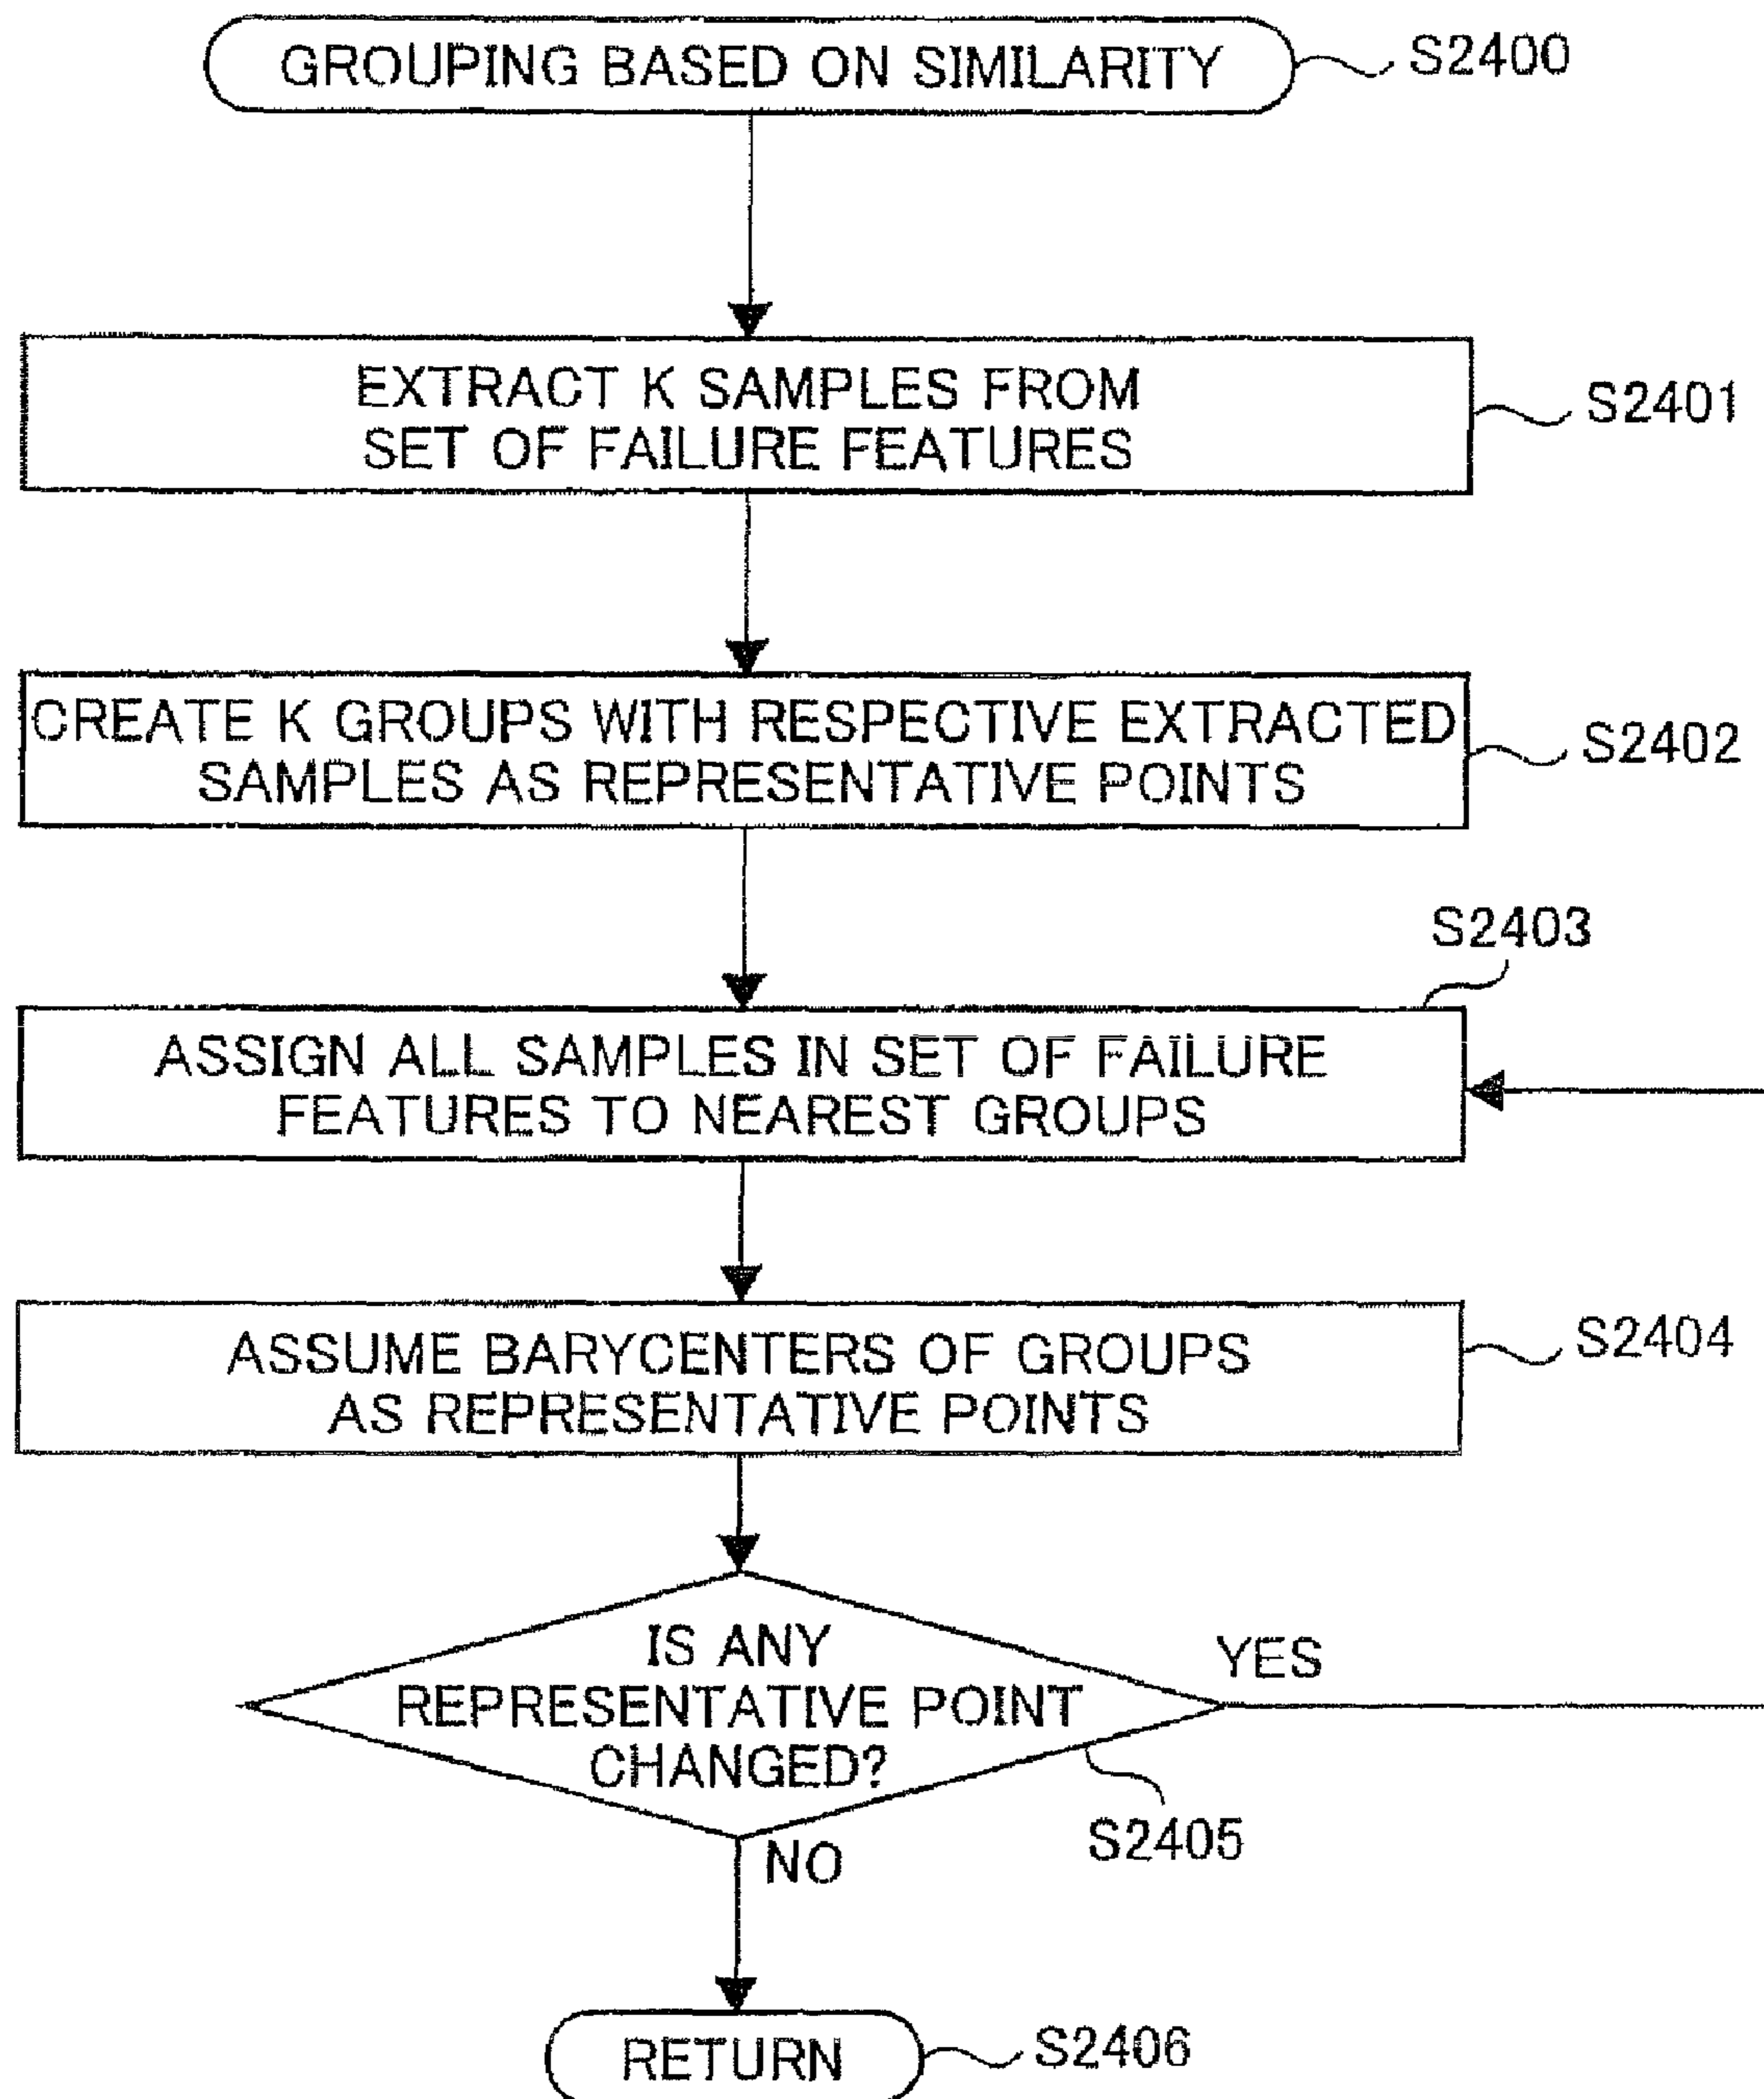 GROUPING BASED ON SIMILARITY
S2400
EXTRACT K SAMPLES FROM
SET OF FAILURE FEATURES
S2401
CREATE K GROUPS WITH RESPECTIVE EXTRACTED
SAMPLES AS REPRESENTATIVE POINTS
S2402
S2403
ASSIGN ALL SAMPLES IN SET OF FAILURE
FEATURES TO NEAREST GROUPS
ASSUME BARYCENTERS OF GROUPS
AS REPRESENTATIVE POINTS
S2404
IS ANY
REPRESENTATIVE POINT
CHANGED?
YES
S2405
NO
RETURN
S2406